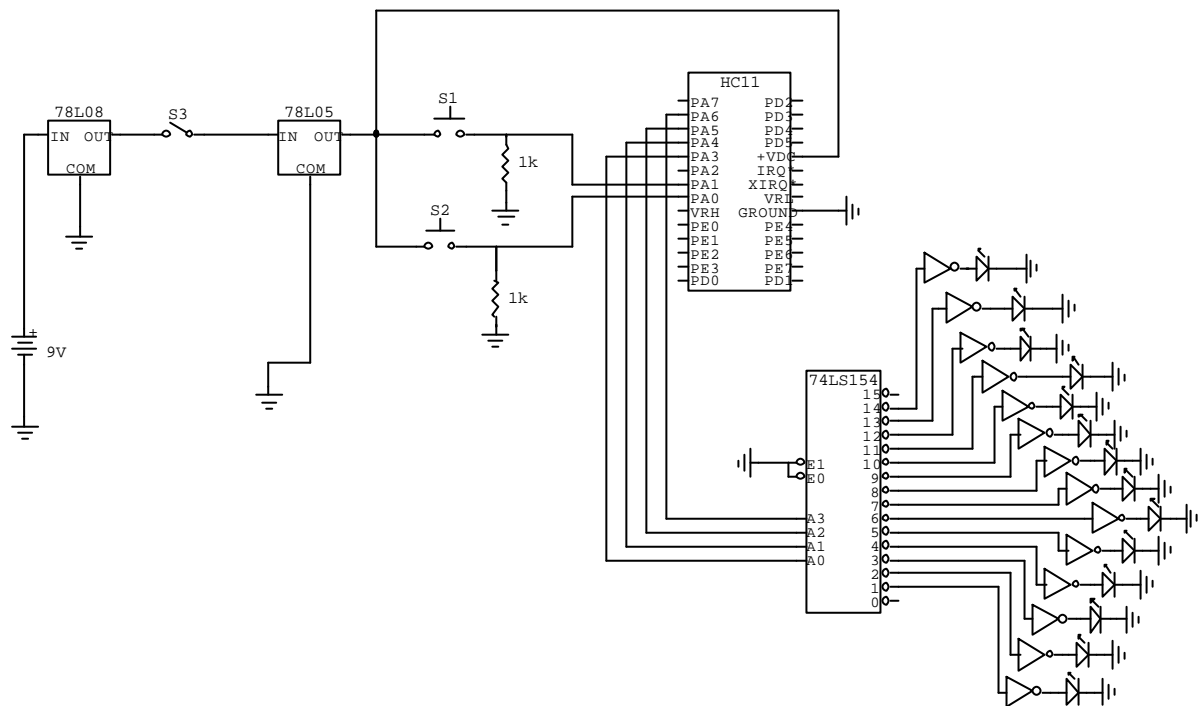 78L08
IN OUT
COM
S3
78L05
IN OUT
COM
S1
1k
S2
1k
+
9V
HC11
PA7 PD2
PA6 PD3
PA5 PD4
PA4 PD5
PA3 +VDC
PA2 IRQ*
PA1 XIRQ*
PA0 VRL
VRH GROUND
PE0 PE4
PE1 PE5
PE2 PE6
PE3 PE7
PD0 PD1
74LS154
15
14
13
12
11
E1 10
E0 9
8
7
A3 6
A2 5
A1 4
A0 3
2
1
0